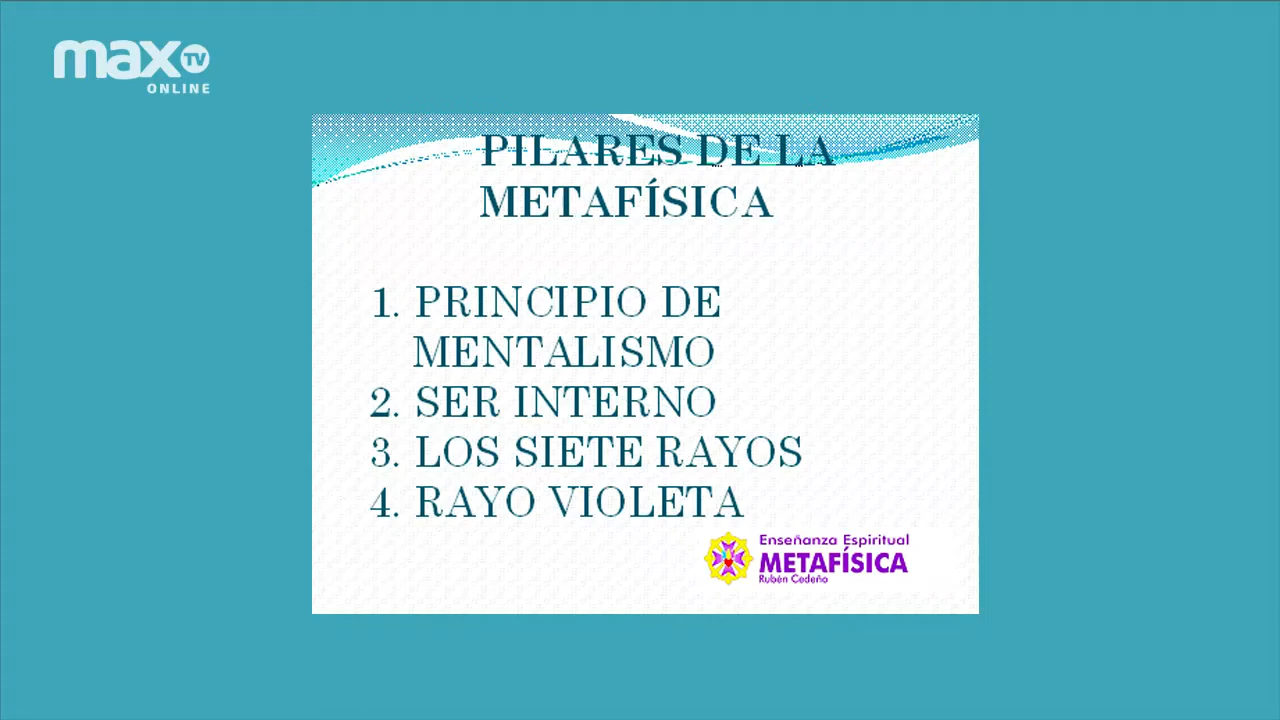 max TV
ONLINE
PILARES DE LA
METAFÍSICA
1. PRINCIPIO DE
MENTALISMO
2. SER INTERNO
3. LOS SIETE RAYOS
4. RAYO VIOLETA
Enseñanza Espiritual
METAFÍSICA
Rubén Cedeño